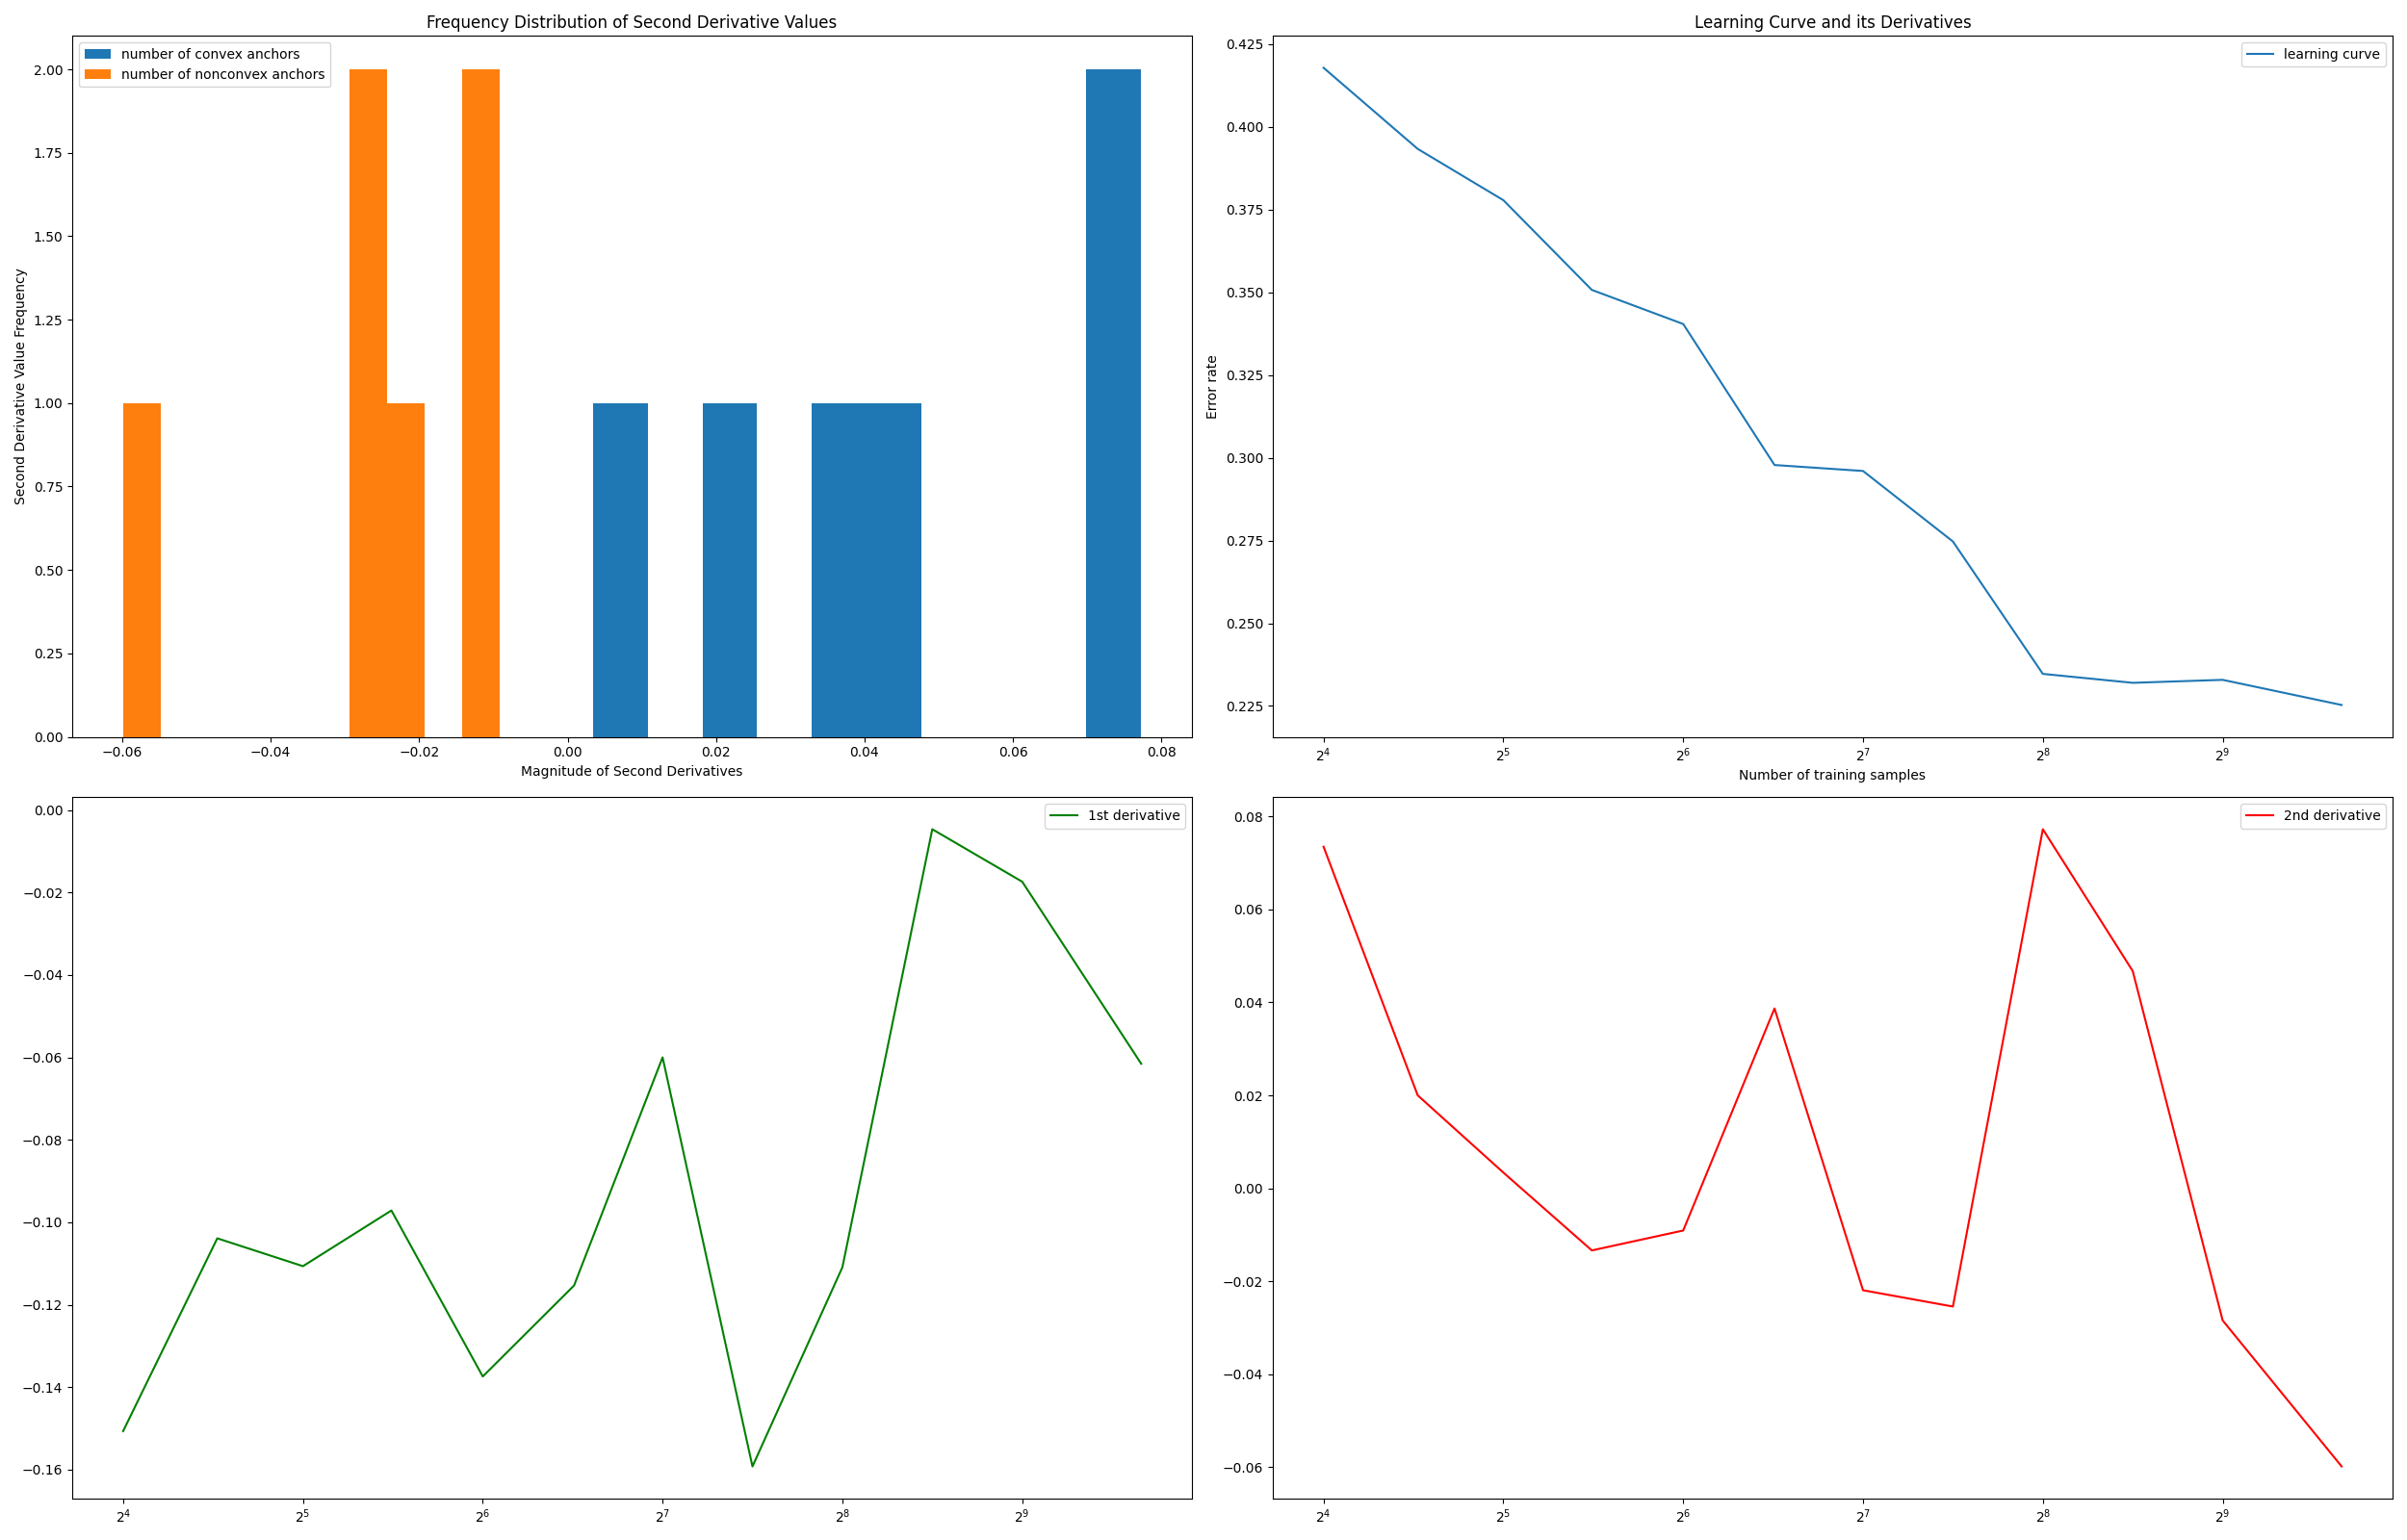 Frequency Distribution of Second Derivative Values
number of convex anchors
number of nonconvex anchors
Second Derivative Value Frequency
2.00
1.75
1.50
1.25
1.00
0.75
0.50
0.25
0.00
−0.06 −0.04 −0.02 0.00 0.02 0.04 0.06 0.08
Magnitude of Second Derivatives
Learning Curve and its Derivatives
learning curve
Error rate
0.425
0.400
0.375
0.350
0.325
0.300
0.275
0.250
0.225
2⁴ 2⁵ 2⁶ 2⁷ 2⁸ 2⁹
Number of training samples
1st derivative
0.00
−0.02
−0.04
−0.06
−0.08
−0.10
−0.12
−0.14
−0.16
2⁴ 2⁵ 2⁶ 2⁷ 2⁸ 2⁹
2nd derivative
0.08
0.06
0.04
0.02
0.00
−0.02
−0.04
−0.06
2⁴ 2⁵ 2⁶ 2⁷ 2⁸ 2⁹